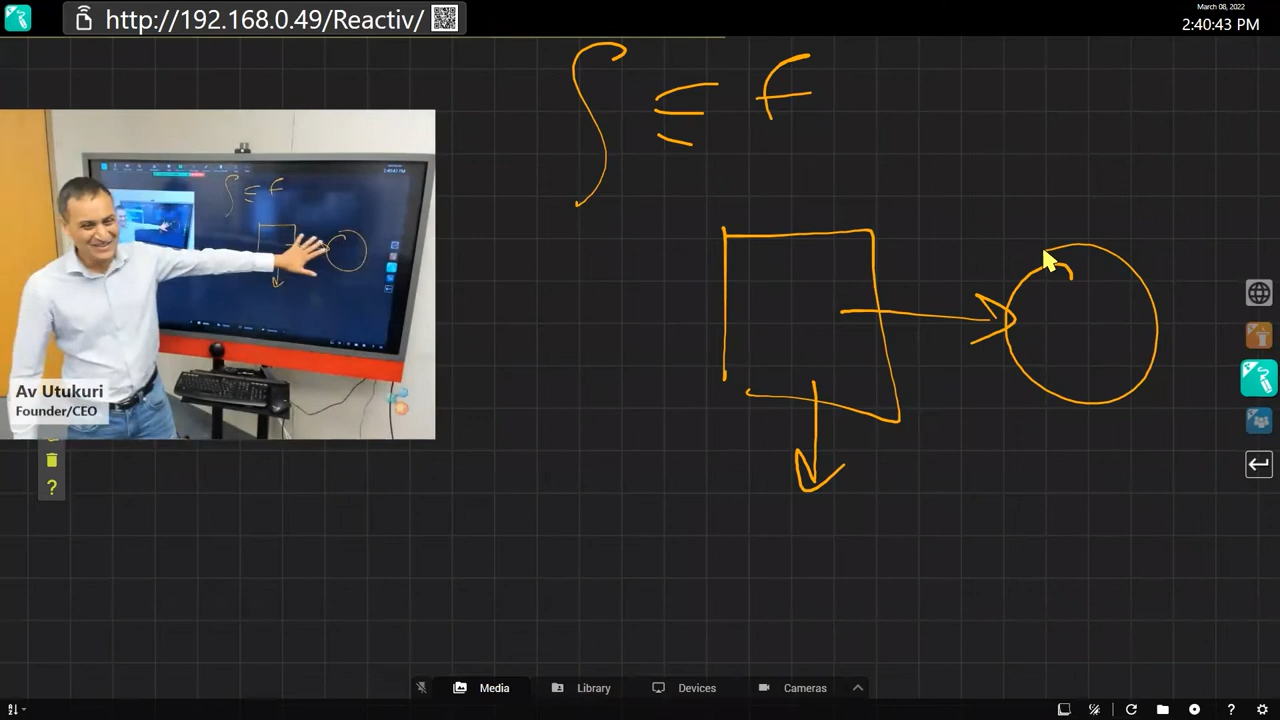 March 08, 2022
http://192.168.0.49/Reactiv/
2:40:43 PM
∫ E F
Av Utukuri
Founder/CEO
?
Media Library Devices Cameras
?